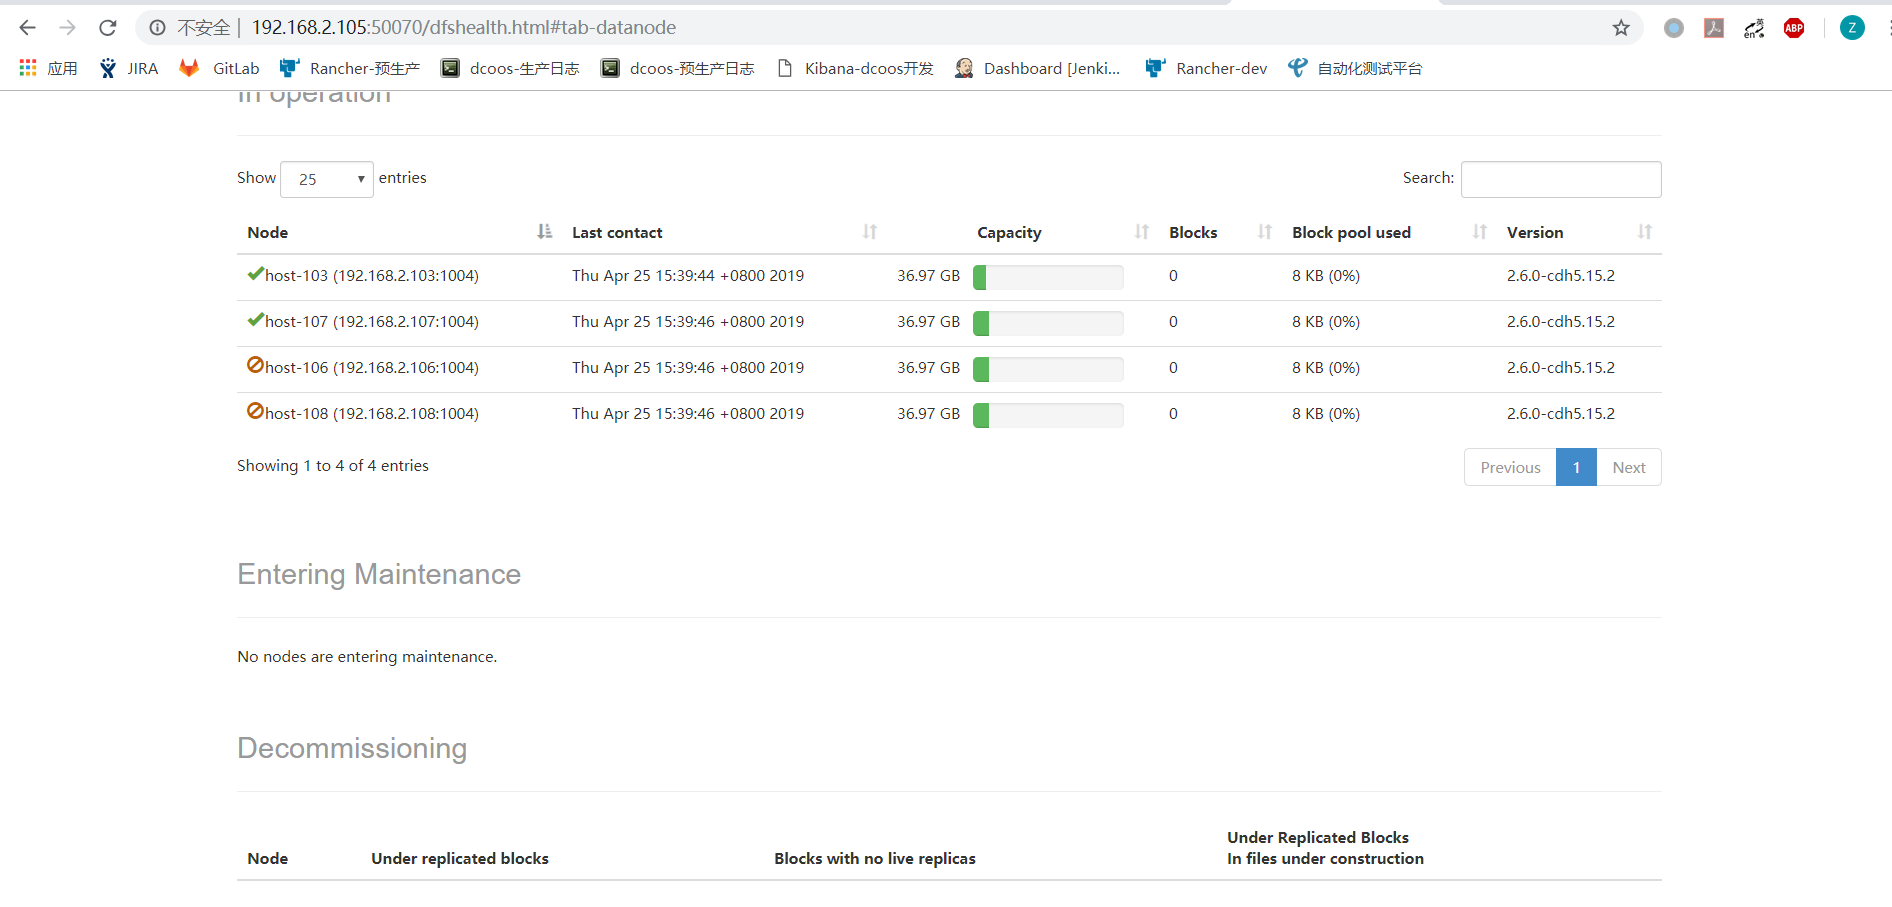 不安全 | 192.168.2.105:50070/dfshealth.html#tab-datanode
英
en
ABP
Z
应用 JIRA GitLab Rancher-预生产 dcoos-生产日志 dcoos-预生产日志 Kibana-dcoos开发 Dashboard [Jenki... Rancher-dev 自动化测试平台
In operation
Show 25 entries Search:
Node Last contact Capacity Blocks Block pool used Version
host-103 (192.168.2.103:1004) Thu Apr 25 15:39:44 +0800 2019 36.97 GB 0 8 KB (0%) 2.6.0-cdh5.15.2
host-107 (192.168.2.107:1004) Thu Apr 25 15:39:46 +0800 2019 36.97 GB 0 8 KB (0%) 2.6.0-cdh5.15.2
host-106 (192.168.2.106:1004) Thu Apr 25 15:39:46 +0800 2019 36.97 GB 0 8 KB (0%) 2.6.0-cdh5.15.2
host-108 (192.168.2.108:1004) Thu Apr 25 15:39:46 +0800 2019 36.97 GB 0 8 KB (0%) 2.6.0-cdh5.15.2
Showing 1 to 4 of 4 entries Previous 1 Next
Entering Maintenance
No nodes are entering maintenance.
Decommissioning
Node Under replicated blocks Blocks with no live replicas Under Replicated Blocks
In files under construction